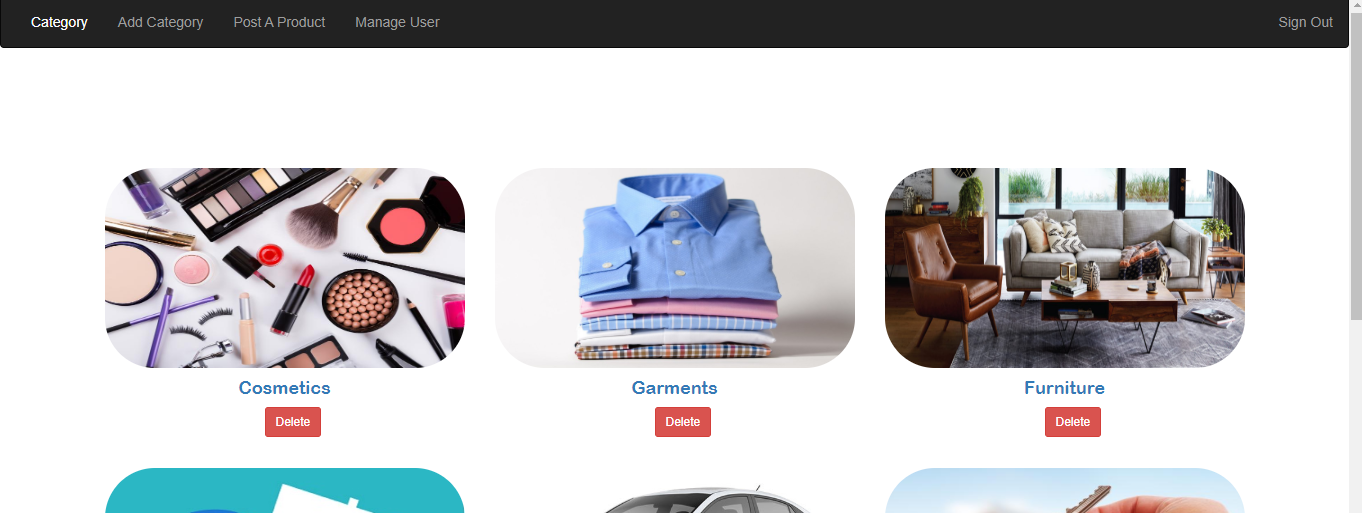 Category Add Category Post A Product Manage User Sign Out
Cosmetics Garments Furniture
Delete Delete Delete